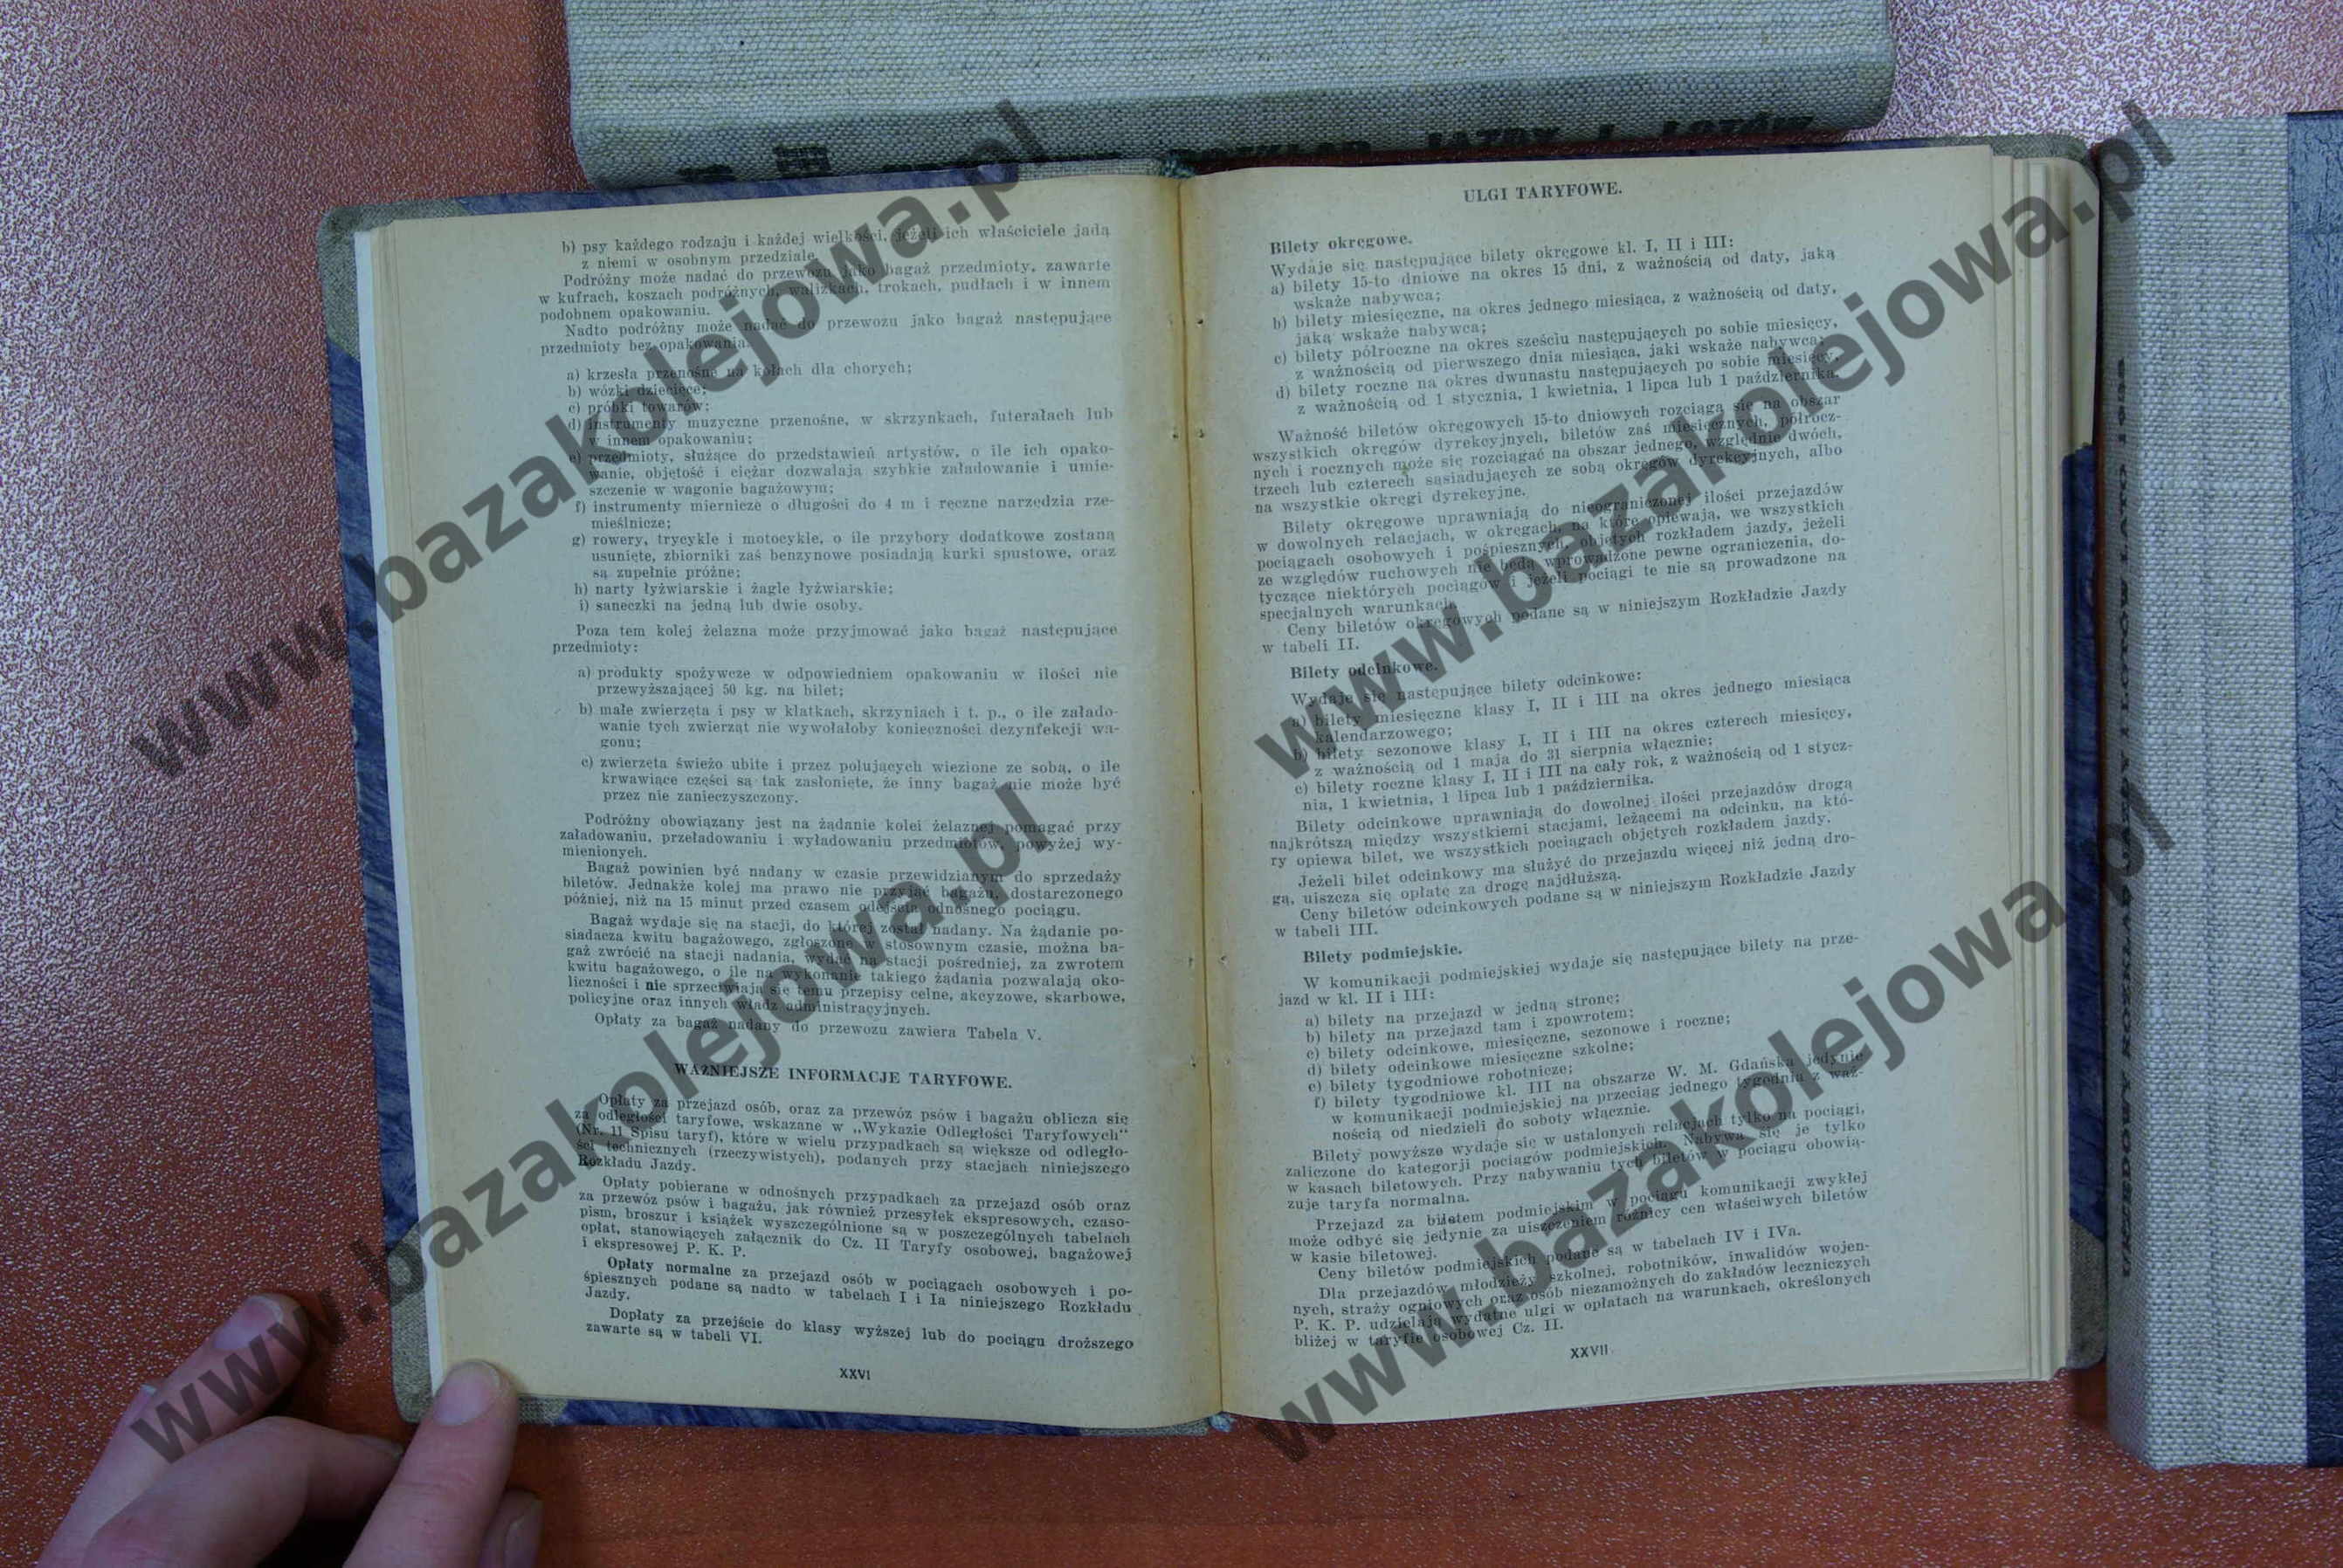 b) psy każdego rodzaju i każdej wielkości, jeżeli ich właściciele jadą
z niemi w osobnym przedziale.
Podróżny może nadać do przewozu jako bagaż przedmioty, zawarte
w kufrach, koszach podróżnych, walizkach, trokach, pudłach i w innem
podobnem opakowaniu.
Nadto podróżny może nadać do przewozu jako bagaż następujące
przedmioty bez opakowania:
a) krzesła przenośne na kołach dla chorych;
b) wózki dziecięce;
c) próbki towarów;
d) instrumenty muzyczne przenośne, w skrzynkach, futerałach lub
w innem opakowaniu;
e) przedmioty, służące do przedstawień artystów, o ile ich opako-
wanie, objętość i ciężar dozwalają szybkie załadowanie i umie-
szczenie w wagonie bagażowym;
f) instrumenty miernicze o długości do 4 m i ręczne narzędzia rze-
mieślnicze;
g) rowery, trycykle i motocykle, o ile przybory dodatkowe zostaną
usunięte, zbiorniki zaś benzynowe posiadają kurki spustowe, oraz
są zupełnie próżne;
h) narty łyżwiarskie i żagle łyżwiarskie;
i) saneczki na jedną lub dwie osoby.
Poza tem kolej żelazna może przyjmować jako bagaż następujące
przedmioty:
a) produkty spożywcze w odpowiedniem opakowaniu w ilości nie
przewyższającej 50 kg. na bilet;
b) małe zwierzęta i psy w klatkach, skrzyniach i t. p., o ile załado-
wanie tych zwierząt nie wywołałoby konieczności dezynfekcji wa-
gonu;
c) zwierzęta świeżo ubite i przez polujących wiezione ze sobą, o ile
krwawiące części są tak zasłonięte, że inny bagaż nie może być
przez nie zanieczyszczony.
Podróżny obowiązany jest na żądanie kolei żelaznej pomagać przy
załadowaniu, przeładowaniu i wyładowaniu przedmiotów, powyżej wy-
mienionych.
Bagaż powinien być nadany w czasie przewidzianym do sprzedaży
biletów. Jednakże kolej ma prawo nie przyjąć bagażu, dostarczonego
później, niż na 15 minut przed czasem odejścia odnośnego pociągu.
Bagaż wydaje się na stacji, do której został nadany. Na żądanie po-
siadacza kwitu bagażowego, zgłoszone w stosownym czasie, można ba-
gaż zwrócić na stacji nadania, wydać na stacji pośredniej, za zwrotem
kwitu bagażowego, o ile na wykonanie takiego żądania pozwalają oko-
liczności i nie sprzeciwiają się temu przepisy celne, akcyzowe, skarbowe,
policyjne oraz innych władz administracyjnych.
Opłaty za bagaż nadany do przewozu zawiera Tabela V.
WAŻNIEJSZE INFORMACJE TARYFOWE.
Opłaty za przejazd osób, oraz za przewóz psów i bagażu oblicza się
za odległości taryfowe, wskazane w „Wykazie Odległości Taryfowych"
(Nr. 11 Spisu taryf), które w wielu przypadkach są większe od odległo-
ści technicznych (rzeczywistych), podanych przy stacjach niniejszego
Rozkładu Jazdy.
Opłaty pobierane w odnośnych przypadkach za przejazd osób oraz
za przewóz psów i bagażu, jak również przesyłek ekspresowych, czaso-
pism, broszur i książek wyszczególnione są w poszczególnych tabelach
opłat, stanowiących załącznik do Cz. II Taryfy osobowej, bagażowej
i ekspresowej P. K. P.
Opłaty normalne za przejazd osób w pociągach osobowych i po-
śpiesznych podane są nadto w tabelach I i Ia niniejszego Rozkładu
Jazdy.
Dopłaty za przejście do klasy wyższej lub do pociągu droższego
zawarte są w tabeli VI.
XXVI
ULGI TARYFOWE.
Bilety okręgowe.
Wydaje się następujące bilety okręgowe kl. I, II i III:
a) bilety 15-to dniowe na okres 15 dni, z ważnością od daty, jaką
wskaże nabywca;
b) bilety miesięczne, na okres jednego miesiąca, z ważnością od daty,
jaką wskaże nabywca;
c) bilety półroczne na okres sześciu następujących po sobie miesięcy,
z ważnością od pierwszego dnia miesiąca, jaki wskaże nabywca;
d) bilety roczne na okres dwunastu następujących po sobie miesięcy,
z ważnością od 1 stycznia, 1 kwietnia, 1 lipca lub 1 października.
Ważność biletów okręgowych 15-to dniowych rozciąga się na obszar
wszystkich okręgów dyrekcyjnych, biletów zaś miesięcznych, półrocz-
nych i rocznych może się rozciągać na obszar jednego, względnie dwóch,
trzech lub czterech sąsiadujących ze sobą okręgów dyrekcyjnych, albo
na wszystkie okręgi dyrekcyjne.
Bilety okręgowe uprawniają do nieograniczonej ilości przejazdów
w dowolnych relacjach, w okręgach, na które opiewają, we wszystkich
pociągach osobowych i pośpiesznych, objętych rozkładem jazdy, jeżeli
ze względów ruchowych nie będą wprowadzone pewne ograniczenia, do-
tyczące niektórych pociągów i jeżeli pociągi te nie są prowadzone na
specjalnych warunkach.
Ceny biletów okręgowych podane są w niniejszym Rozkładzie Jazdy
w tabeli II.
Bilety odcinkowe.
Wydaje się następujące bilety odcinkowe:
a) bilety miesięczne klasy I, II i III na okres jednego miesiąca
kalendarzowego;
b) bilety sezonowe klasy I, II i III na okres czterech miesięcy,
z ważnością od 1 maja do 31 sierpnia włącznie;
c) bilety roczne klasy I, II i III na cały rok, z ważnością od 1 stycz-
nia, 1 kwietnia, 1 lipca lub 1 października.
Bilety odcinkowe uprawniają do dowolnej ilości przejazdów drogą
najkrótszą między wszystkiemi stacjami, leżącemi na odcinku, na któ-
ry opiewa bilet, we wszystkich pociągach objętych rozkładem jazdy.
Jeżeli bilet odcinkowy ma służyć do przejazdu więcej niż jedną dro-
gą, uiszcza się opłatę za drogę najdłuższą.
Ceny biletów odcinkowych podane są w niniejszym Rozkładzie Jazdy
w tabeli III.
Bilety podmiejskie.
W komunikacji podmiejskiej wydaje się następujące bilety na prze-
jazd w kl. II i III:
a) bilety na przejazd w jedną stronę;
b) bilety na przejazd tam i zpowrotem;
c) bilety odcinkowe, miesięczne, sezonowe i roczne;
d) bilety odcinkowe miesięczne szkolne;
e) bilety tygodniowe robotnicze;
f) bilety tygodniowe kl. III na obszarze W. M. Gdańska jedynie
w komunikacji podmiejskiej na przeciąg jednego tygodnia z waż-
nością od niedzieli do soboty włącznie.
Bilety powyższe wydaje się w ustalonych relacjach tylko na pociągi,
zaliczone do kategorji pociągów podmiejskich. Nabywa się je tylko
w kasach biletowych. Przy nabywaniu tych biletów w pociągu obowią-
zuje taryfa normalna.
Przejazd za biletem podmiejskim w pociągu komunikacji zwykłej
może odbyć się jedynie za uiszczeniem różnicy cen właściwych biletów
w kasie biletowej.
Ceny biletów podmiejskich podane są w tabelach IV i IVa.
Dla przejazdów młodzieży szkolnej, robotników, inwalidów wojen-
nych, straży ogniowych oraz osób niezamożnych do zakładów leczniczych
P. K. P. udzielają wydatne ulgi w opłatach na warunkach, określonych
bliżej w taryfie osobowej Cz. II.
XXVII
ROZKŁAD JAZDY I LOTÓW
URZĘDOWY ROZKŁAD JAZDY I LOTÓW LATO
www.bazakolejowa.pl
www.bazakolejowa.pl
www.bazakolejowa.pl
www.bazakolejowa.pl